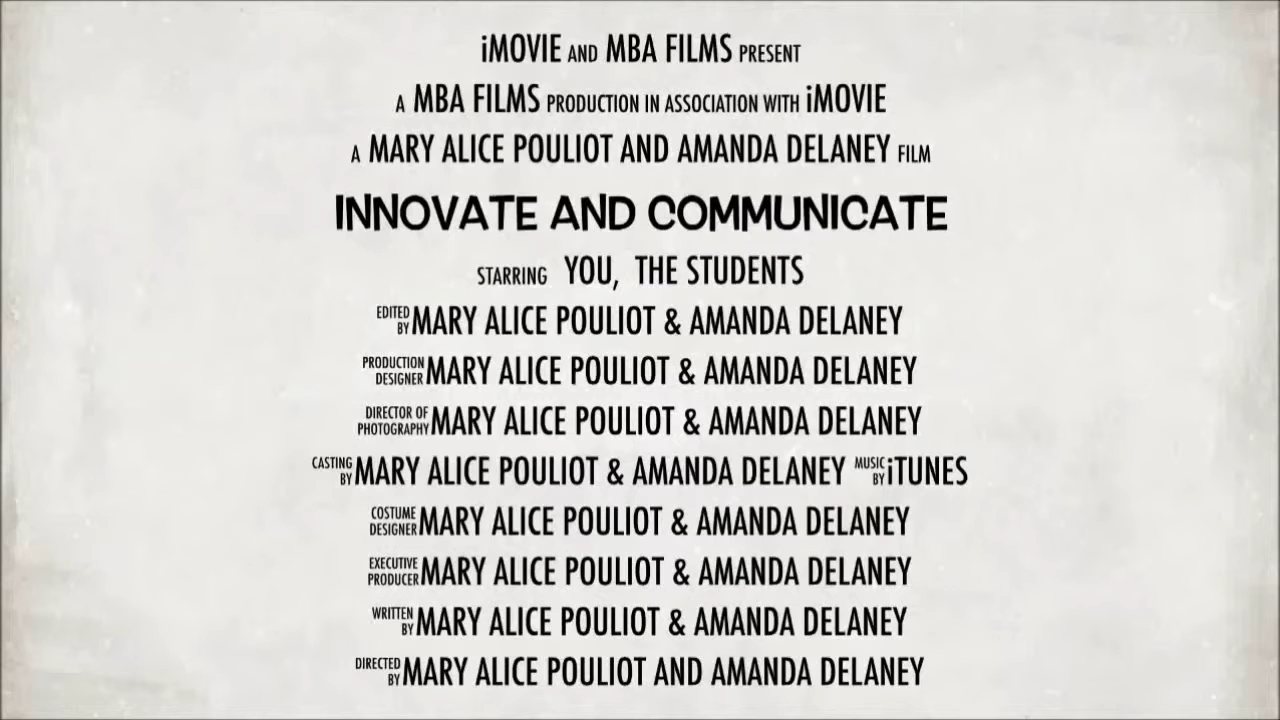 iMOVIE AND MBA FILMS PRESENT
A MBA FILMS PRODUCTION IN ASSOCIATION WITH iMOVIE
A MARY ALICE POULIOT AND AMANDA DELANEY FILM
INNOVATE AND COMMUNICATE
STARRING YOU, THE STUDENTS
EDITED BY MARY ALICE POULIOT & AMANDA DELANEY
PRODUCTION DESIGNER MARY ALICE POULIOT & AMANDA DELANEY
DIRECTOR OF PHOTOGRAPHY MARY ALICE POULIOT & AMANDA DELANEY
CASTING BY MARY ALICE POULIOT & AMANDA DELANEY MUSIC BY iTUNES
COSTUME DESIGNER MARY ALICE POULIOT & AMANDA DELANEY
EXECUTIVE PRODUCER MARY ALICE POULIOT & AMANDA DELANEY
WRITTEN BY MARY ALICE POULIOT & AMANDA DELANEY
DIRECTED BY MARY ALICE POULIOT AND AMANDA DELANEY